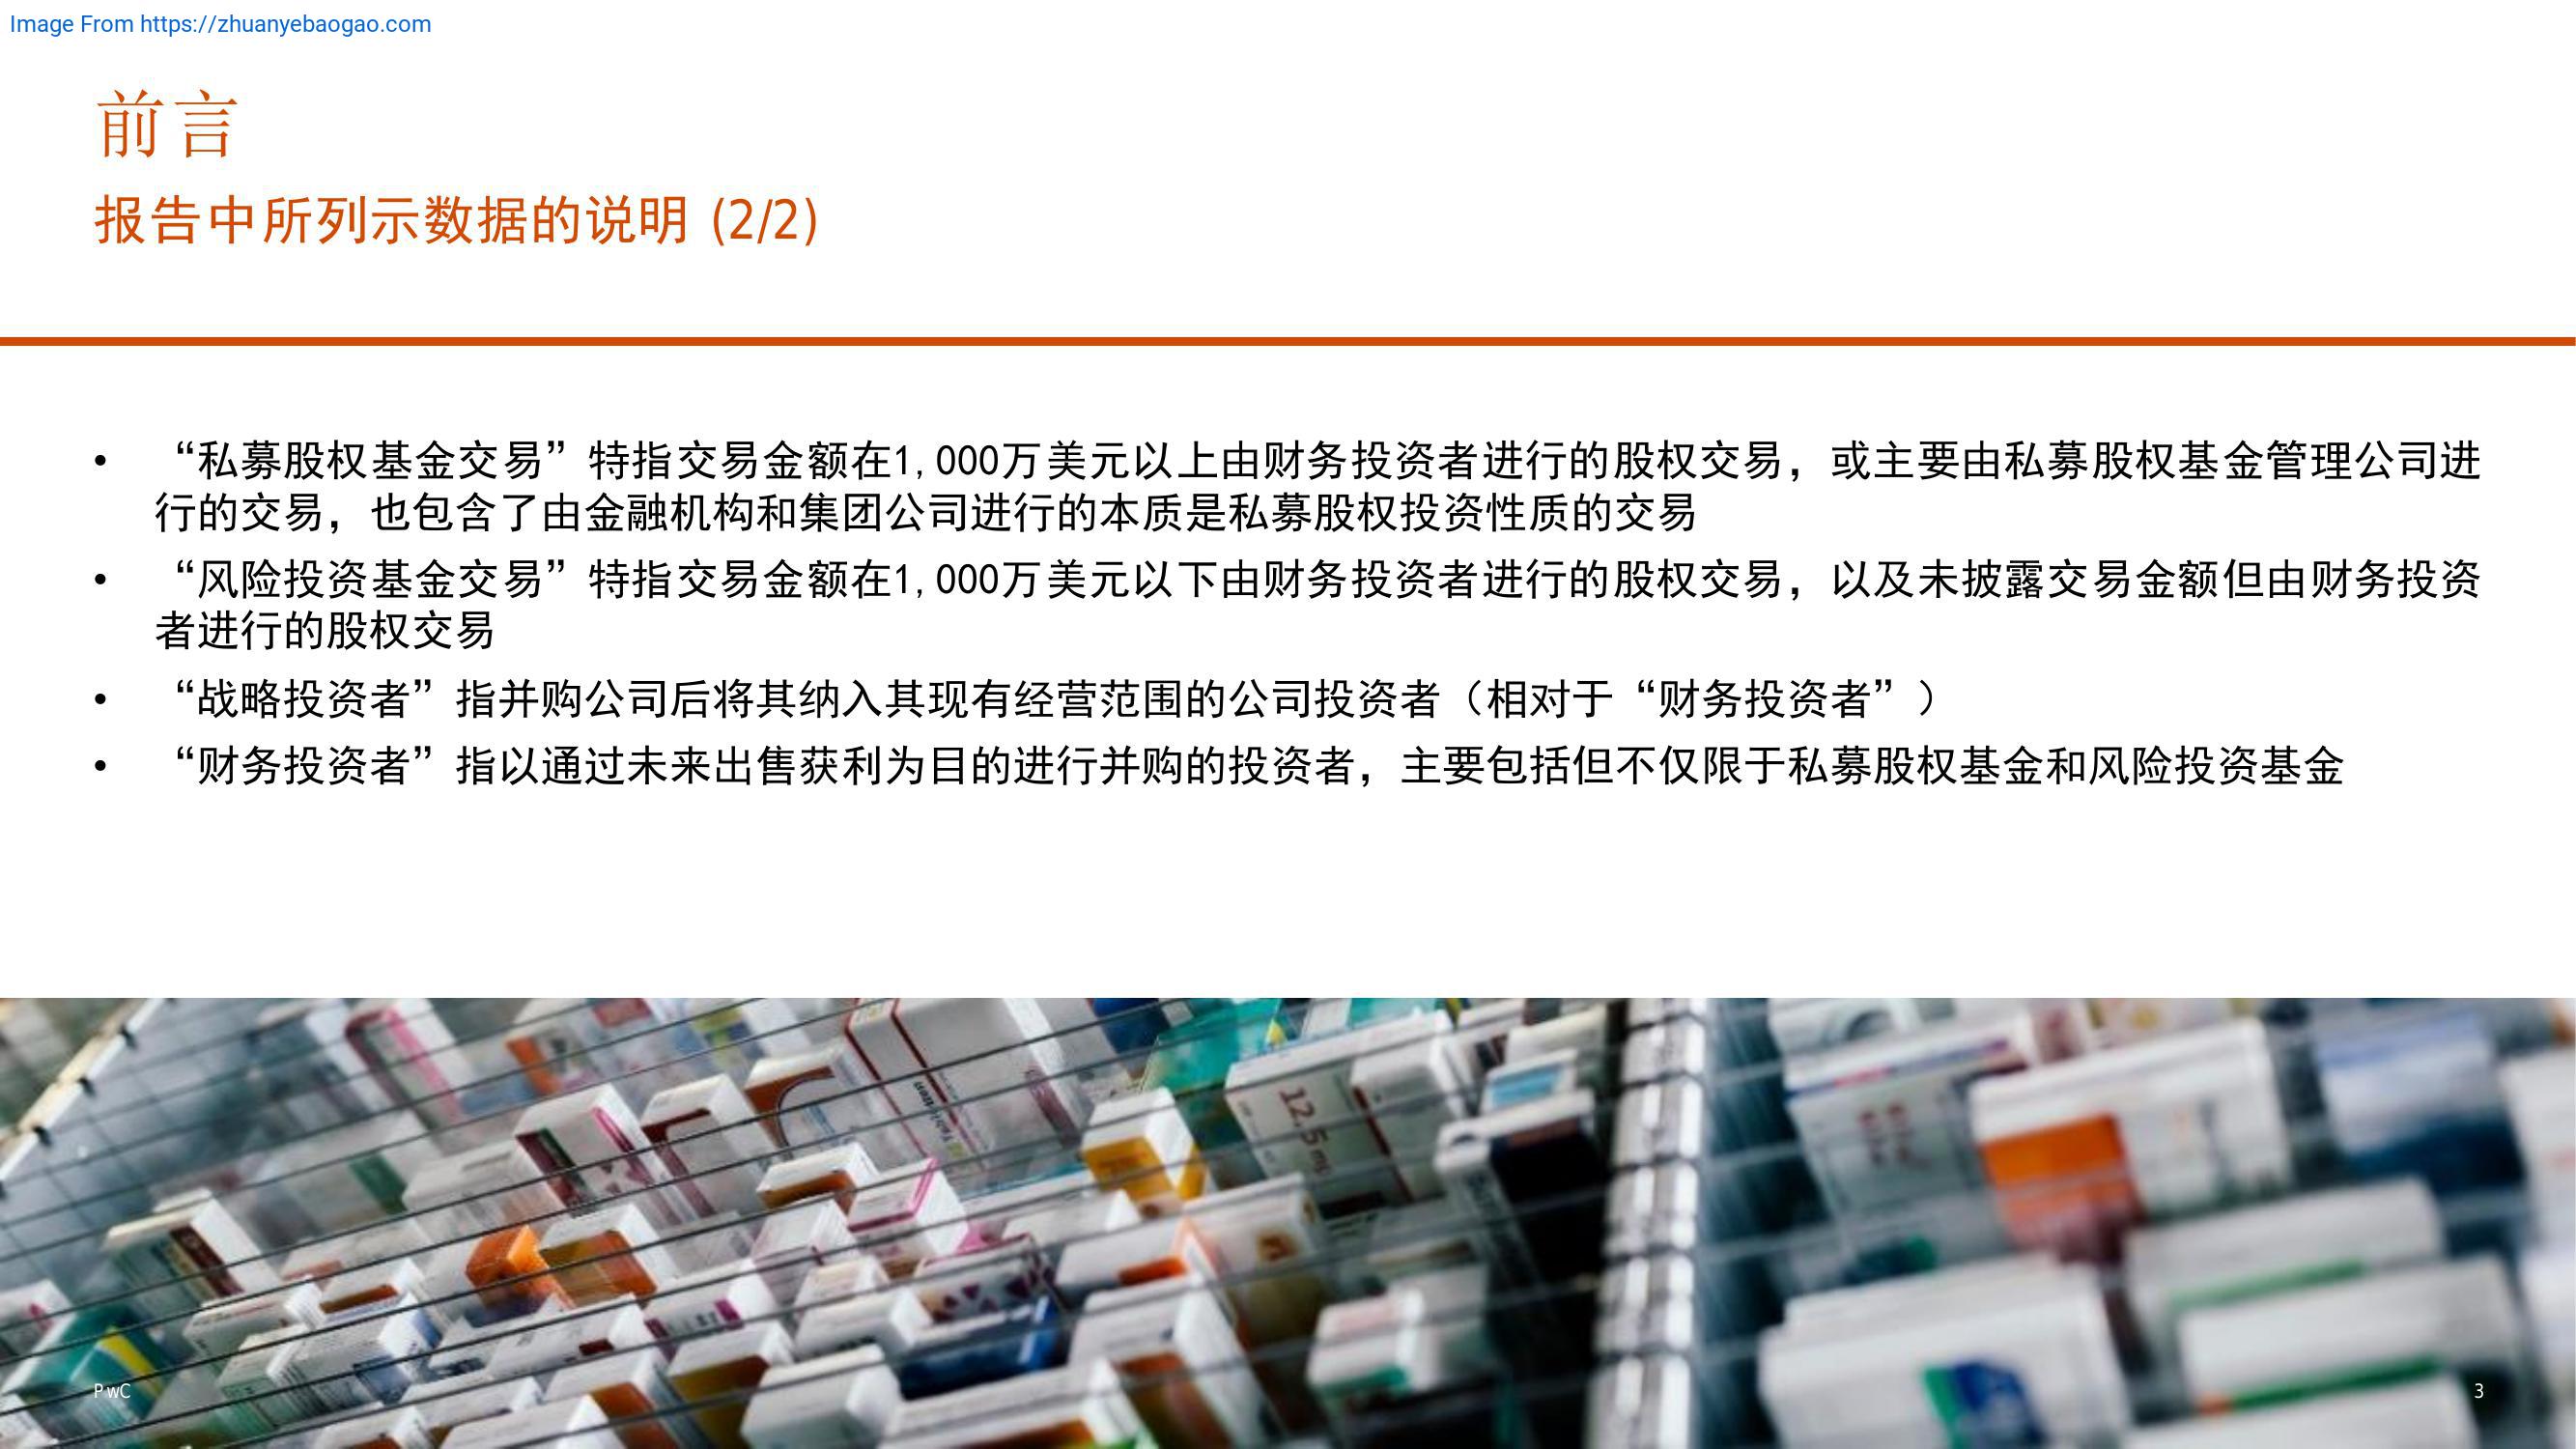 Image From https://zhuanyebaogao.com
前言
报告中所列示数据的说明 (2/2)
• “私募股权基金交易”特指交易金额在1,000万美元以上由财务投资者进行的股权交易，或主要由私募股权基金管理公司进
行的交易，也包含了由金融机构和集团公司进行的本质是私募股权投资性质的交易
• “风险投资基金交易”特指交易金额在1,000万美元以下由财务投资者进行的股权交易，以及未披露交易金额但由财务投资
者进行的股权交易
• “战略投资者”指并购公司后将其纳入其现有经营范围的公司投资者（相对于“财务投资者”）
• “财务投资者”指以通过未来出售获利为目的进行并购的投资者，主要包括但不仅限于私募股权基金和风险投资基金
12.5 mg
PwC
3